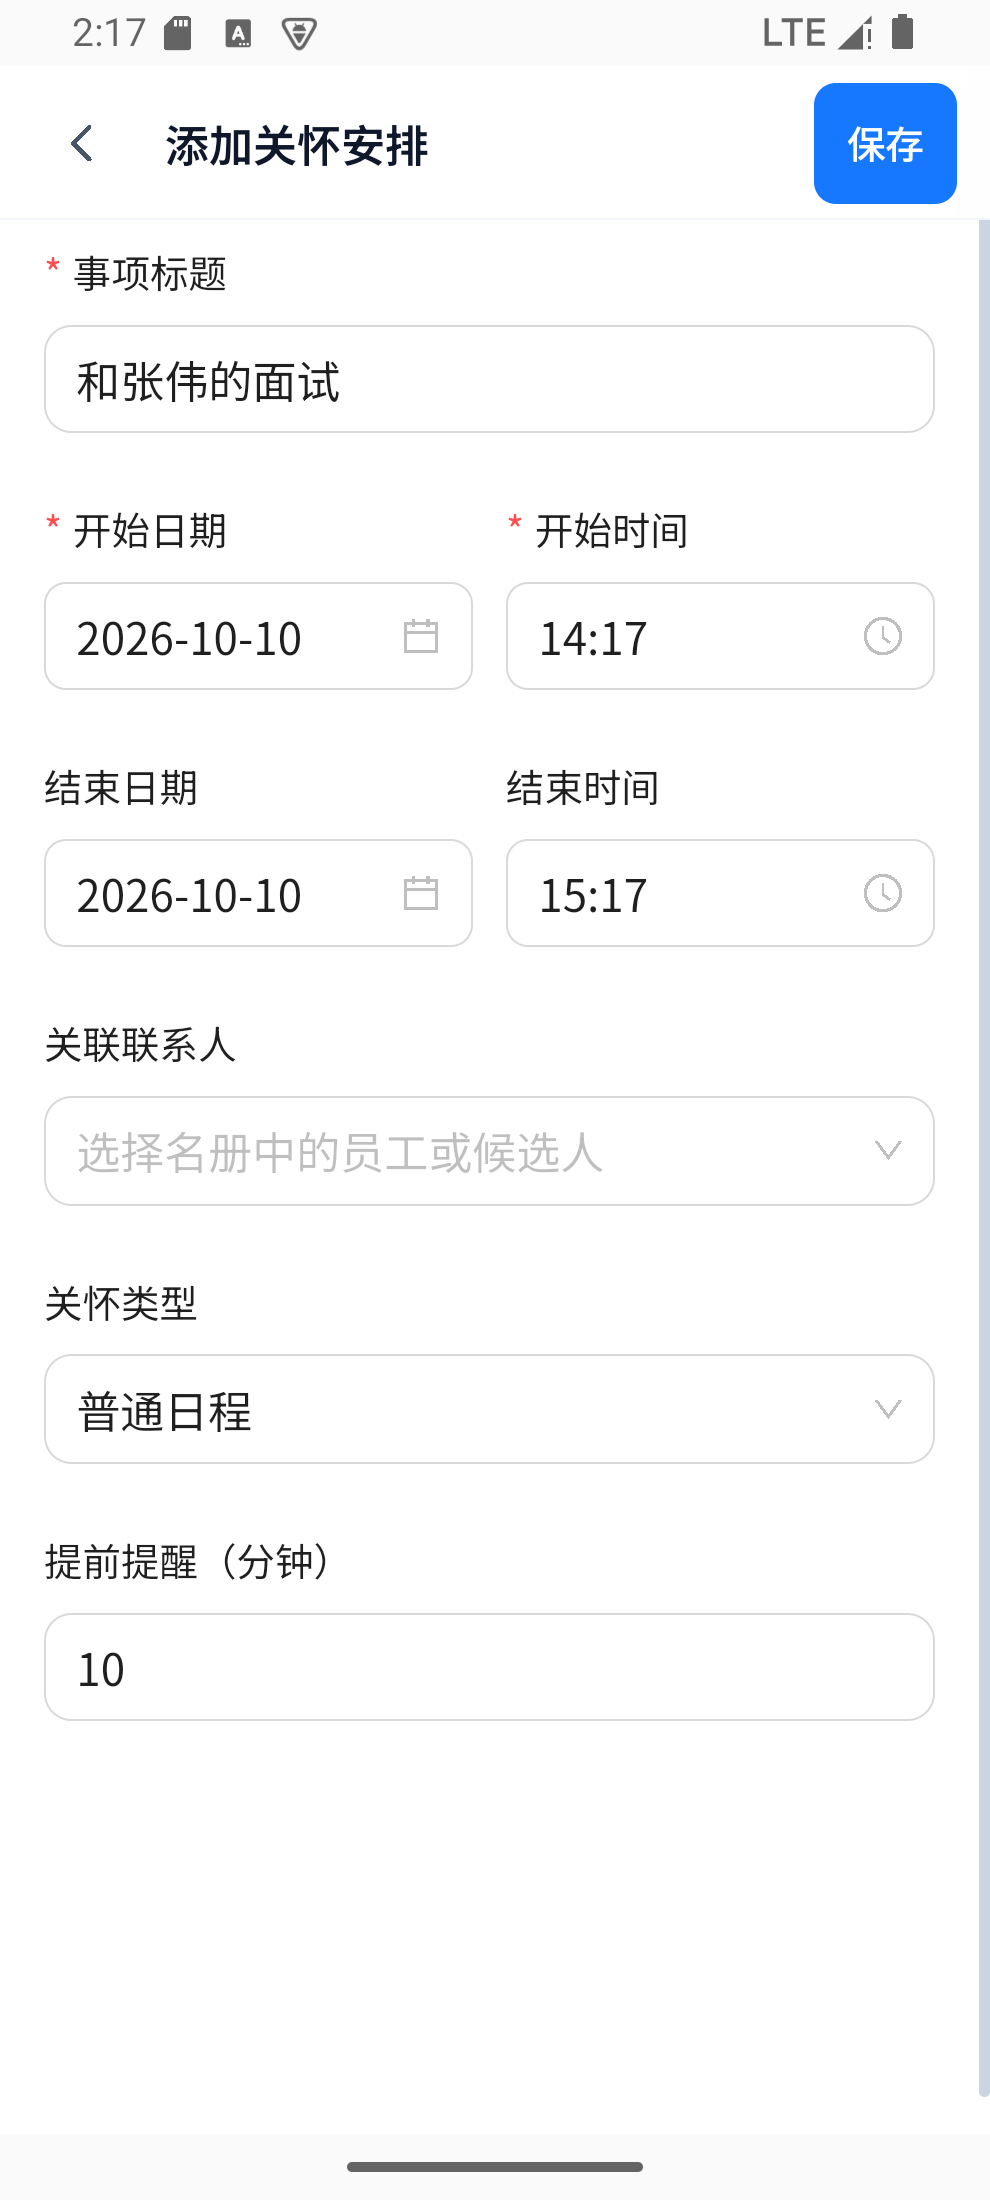 2:17
LTE
添加关怀安排
保存
* 事项标题
和张伟的面试
* 开始日期
* 开始时间
2026-10-10
14:17
结束日期
结束时间
2026-10-10
15:17
关联联系人
选择名册中的员工或候选人
关怀类型
普通日程
提前提醒（分钟）
10